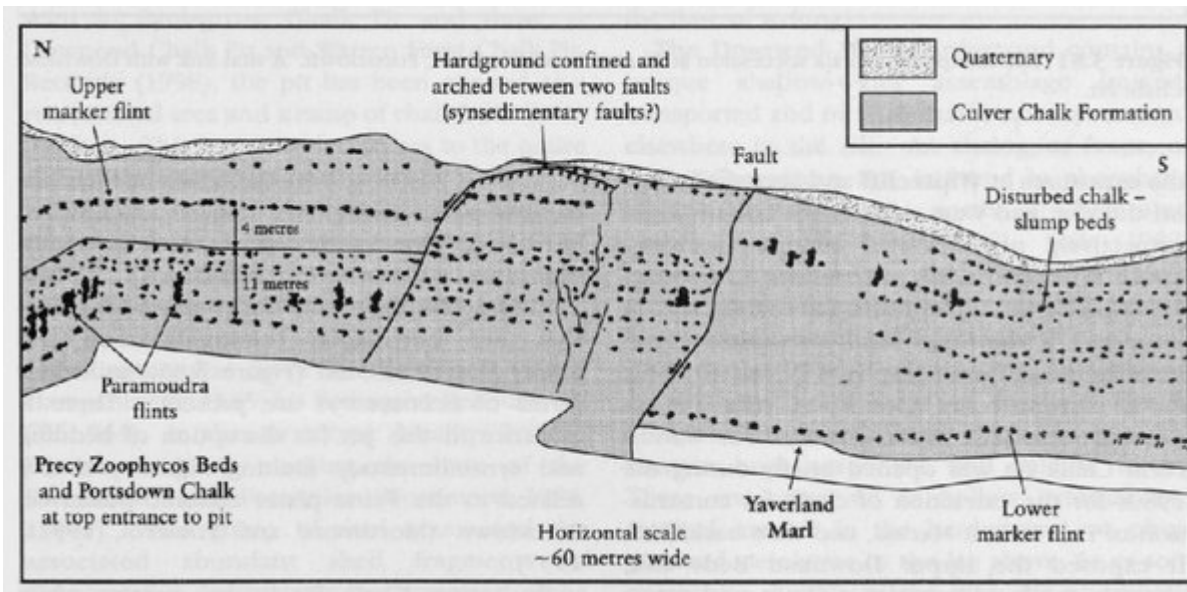 N
Upper
marker flint
Hardground confined and
arched between two faults
(synsedimentary faults?)
Quaternary
Culver Chalk Formation
Fault
S
Disturbed chalk –
slump beds
4 metres
11 metres
Paramoudra
flints
Precy Zoophycos Beds
and Portsdown Chalk
at top entrance to pit
Horizontal scale
~60 metres wide
Yaverland
Marl
Lower
marker flint